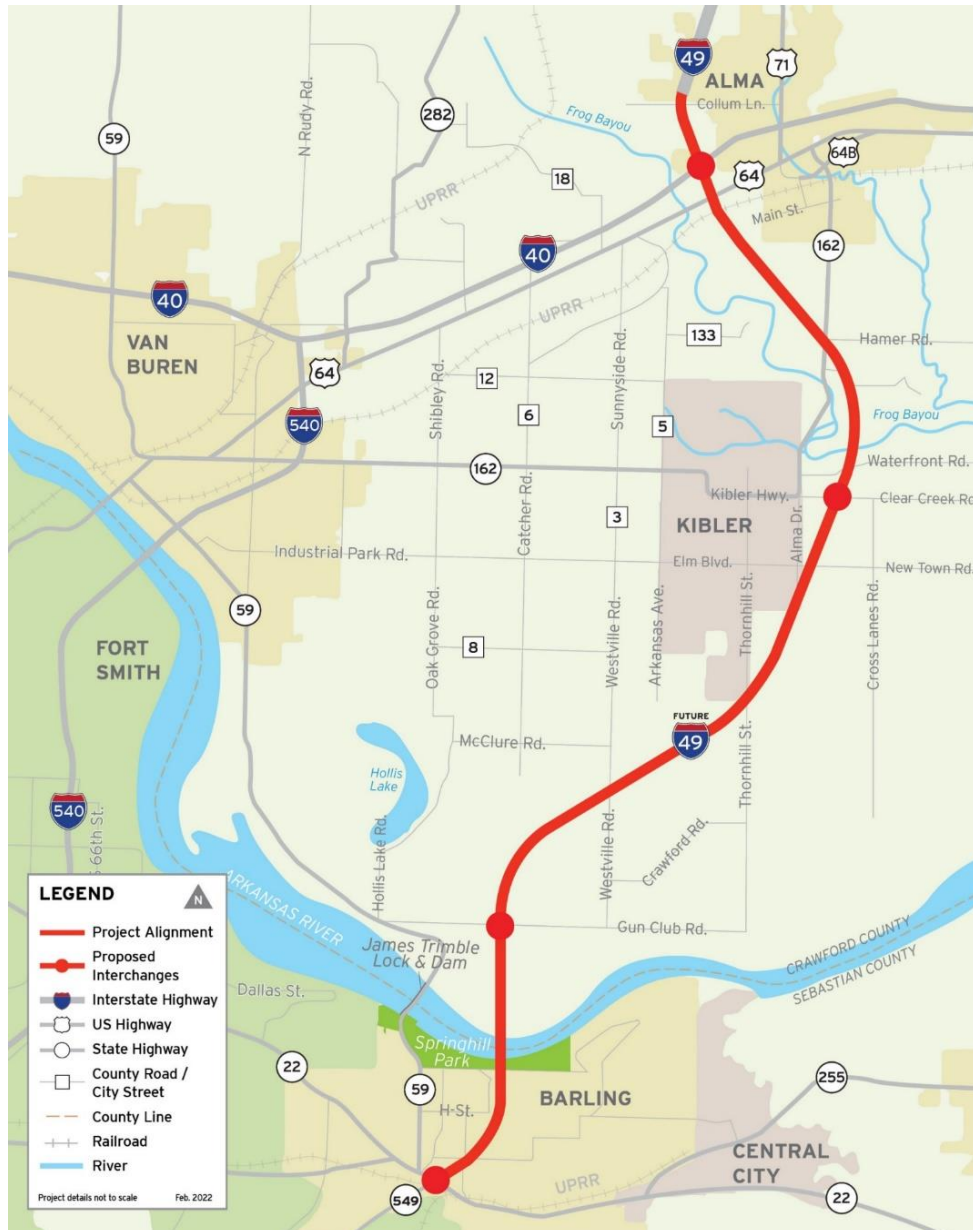 49
ALMA
71
Collum Ln.
Frog Bayou
59
N Rudy Rd.
282
UPRR
18
64
64B
Main St.
162
40
40
UPRR
VAN
BUREN
64
540
Shibley Rd.
12
6
Sunnyside Rd.
133
5
Hamer Rd.
Frog Bayou
162
Catcher Rd.
3
Waterfront Rd.
Kibler Hwy.
Clear Creek Rd
KIBLER
Alma Dr.
Industrial Park Rd.
Elm Blvd.
New Town Rd.
59
FORT
SMITH
Oak Grove Rd.
8
Westville Rd.
Arkansas Ave.
Thornhill St.
Cross Lanes Rd.
McClure Rd.
FUTURE
49
Hollis
Lake
540
66th St.
Hollis Lake Rd.
Westville Rd.
Crawford Rd.
Thornhill St.
Gun Club Rd.
ARKANSAS RIVER
James Trimble
Lock & Dam
CRAWFORD COUNTY
SEBASTIAN COUNTY
Dallas St.
Springhill
Park
22
59
H-St.
BARLING
255
CENTRAL
CITY
UPRR
549
22
LEGEND
N
Project Alignment
Proposed
Interchanges
Interstate Highway
US Highway
State Highway
County Road /
City Street
County Line
Railroad
River
Project details not to scale Feb. 2022